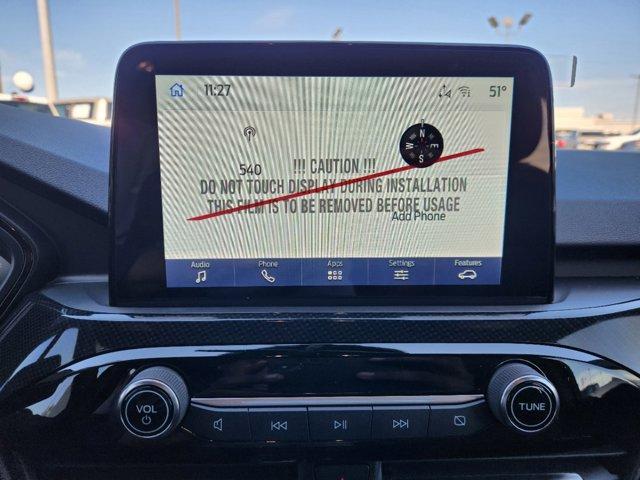 11:27
51°
N
W E
S
540
!!! CAUTION !!!
DO NOT TOUCH DISPLAY DURING INSTALLATION
THIS FILM IS TO BE REMOVED BEFORE USAGE
Add Phone
Audio Phone Apps Settings Features
VOL
TUNE